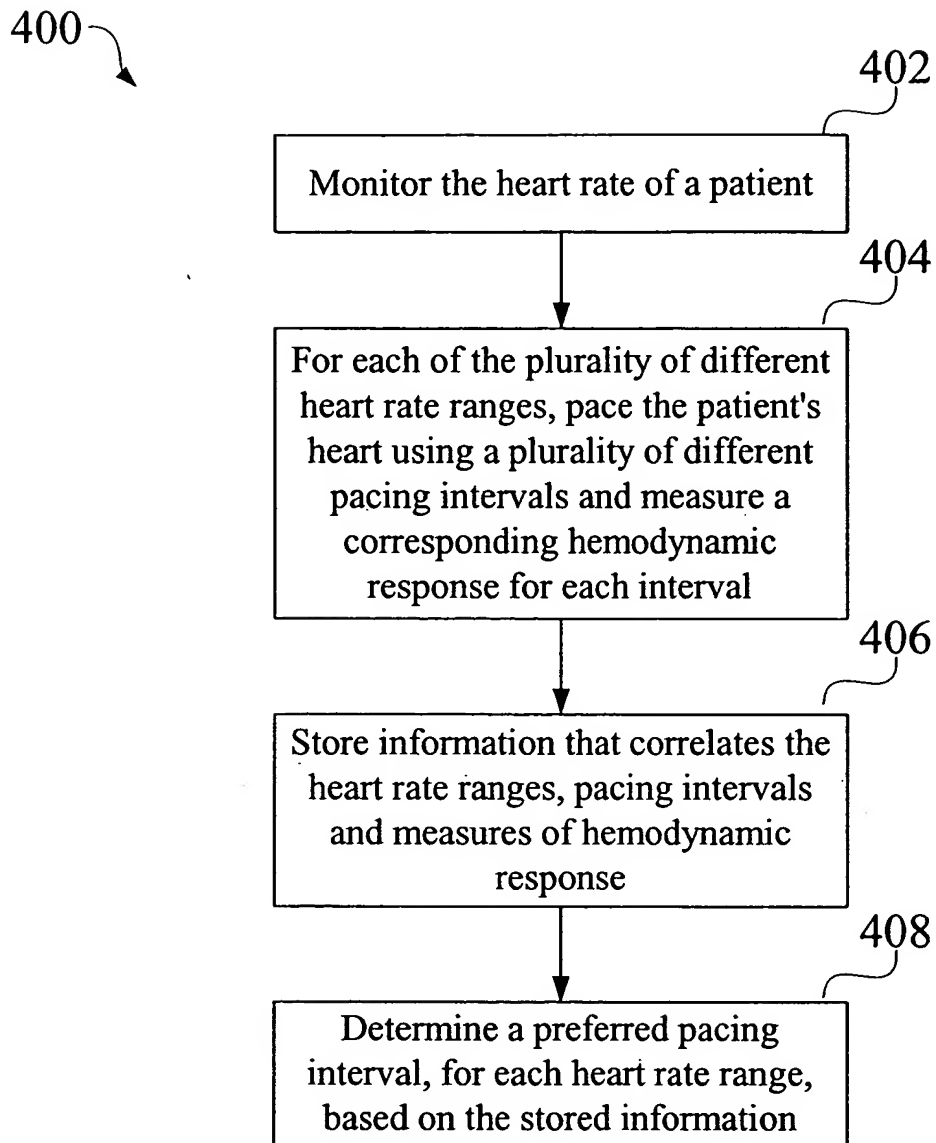 400
402
Monitor the heart rate of a patient
404
For each of the plurality of different
heart rate ranges, pace the patient's
heart using a plurality of different
pacing intervals and measure a
corresponding hemodynamic
response for each interval
406
Store information that correlates the
heart rate ranges, pacing intervals
and measures of hemodynamic
response
408
Determine a preferred pacing
interval, for each heart rate range,
based on the stored information